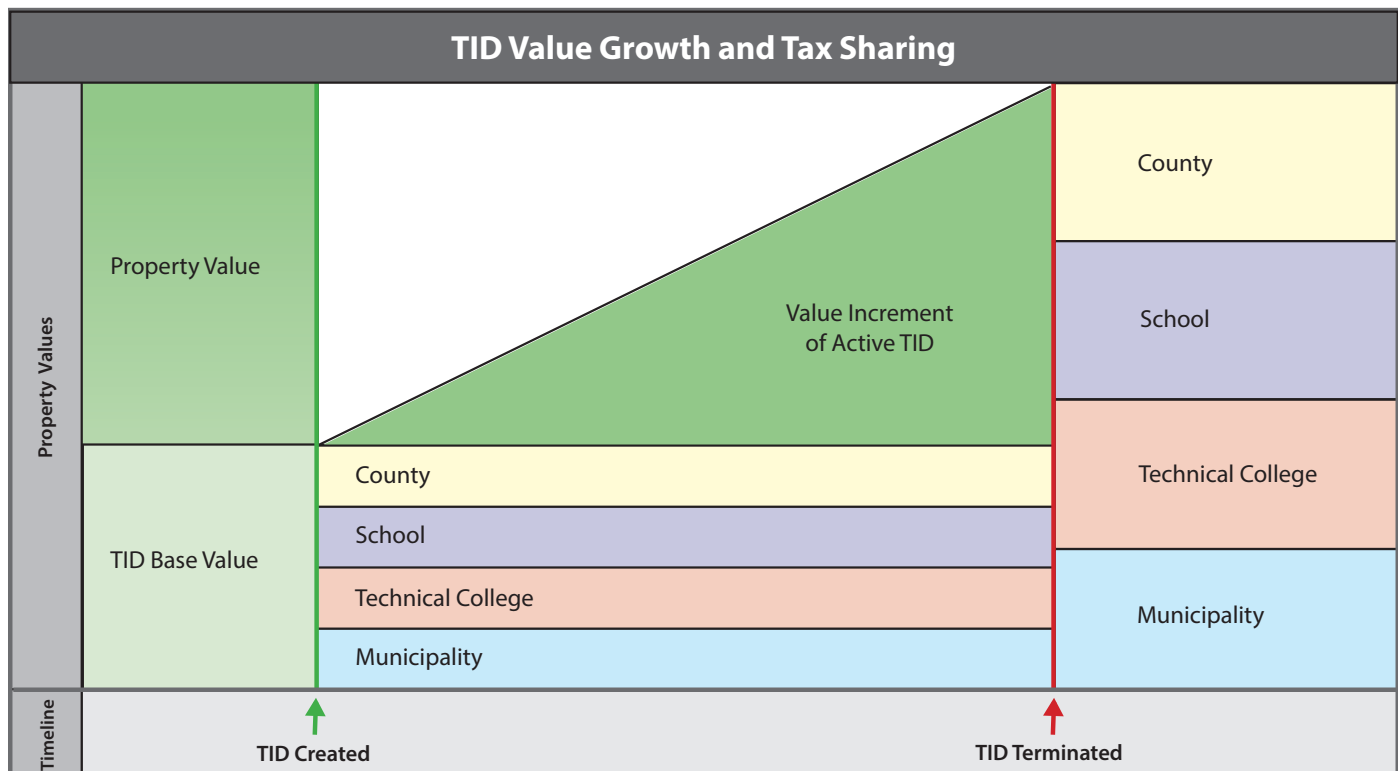 TID Value Growth and Tax Sharing
Property Values
Property Value
TID Base Value
Value Increment
of Active TID
County
School
Technical College
Municipality
County
School
Technical College
Municipality
Timeline
TID Created
TID Terminated